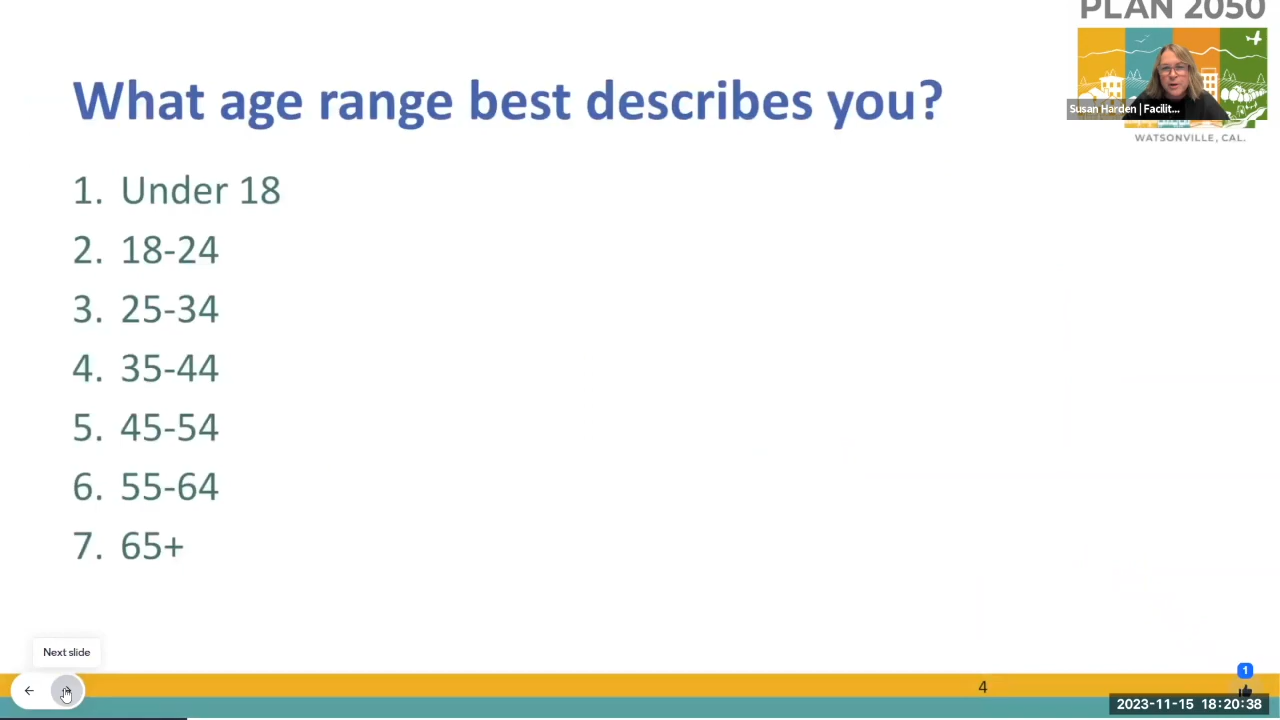 PLAN 2050
What age range best describes you?
Susan Harden | Facilit...
WATSONVILLE, CAL.
1. Under 18
2. 18-24
3. 25-34
4. 35-44
5. 45-54
6. 55-64
7. 65+
Next slide
4
1
2023-11-15 18:20:38